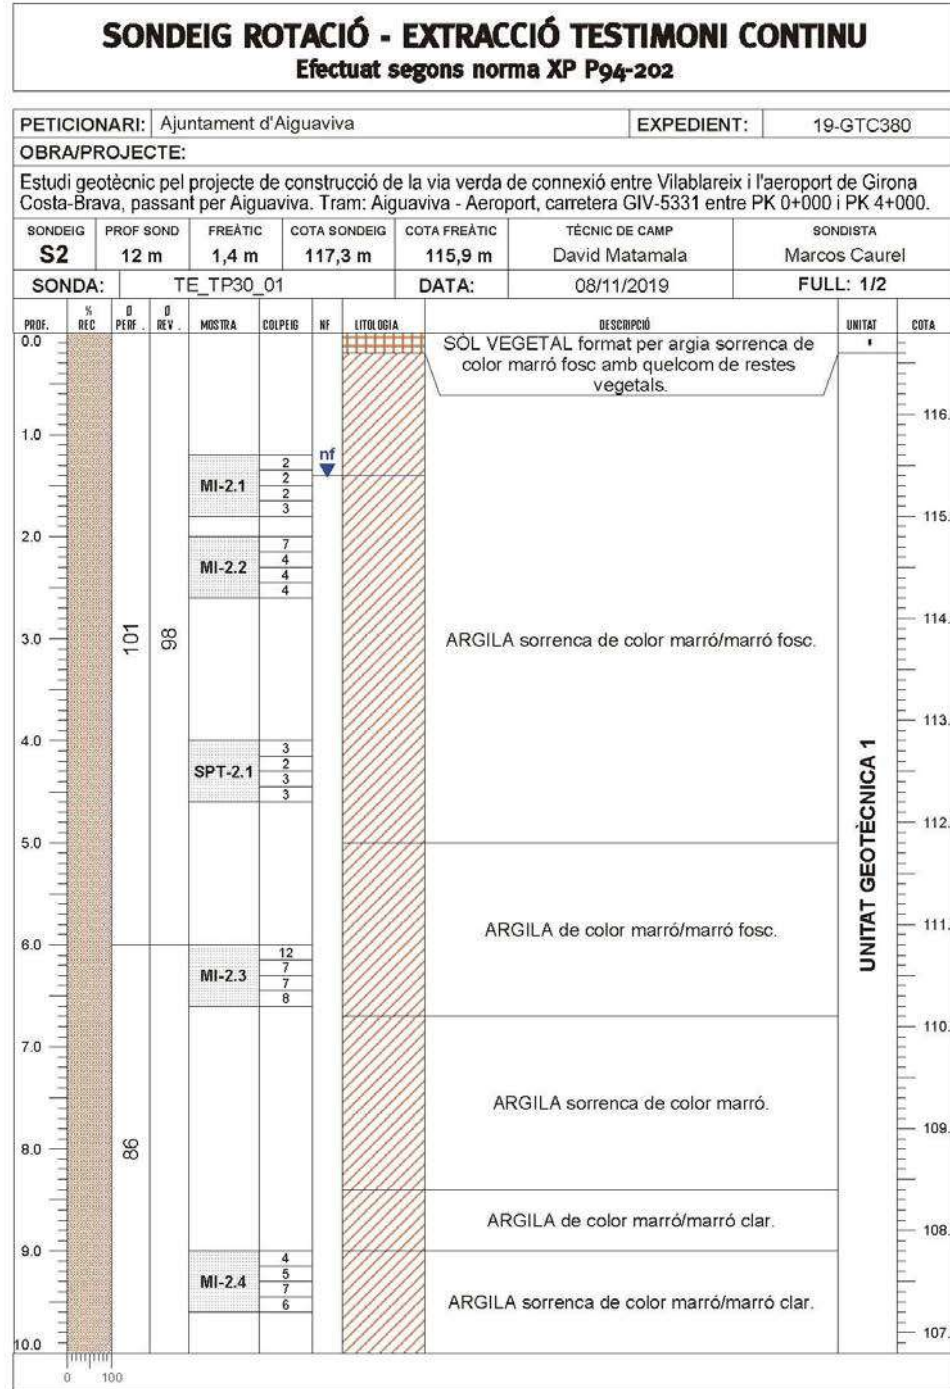 SONDEIG ROTACIÓ - EXTRACCIÓ TESTIMONI CONTINU
Efectuat segons norma XP P94-202
PETICIONARI: Ajuntament d'Aiguaviva EXPEDIENT: 19-GTC380
OBRA/PROJECTE:
Estudi geotècnic pel projecte de construcció de la via verda de connexió entre Vilablareix i l'aeroport de Girona
Costa-Brava, passant per Aiguaviva. Tram: Aiguaviva - Aeroport, carretera GIV-5331 entre PK 0+000 i PK 4+000.
SONDEIG PROF SOND FREÀTIC COTA SONDEIG COTA FREÀTIC TÈCNIC DE CAMP SONDISTA
S2 12 m 1,4 m 117,3 m 115,9 m David Matamala Marcos Caurel
SONDA: TE_TP30_01 DATA: 08/11/2019 FULL: 1/2
PROF. % REC Ø PERF. Ø REV. MOSTRA COLPEIG NF LITOLOGIA DESCRIPCIÓ UNITAT COTA
0.0
SÒL VEGETAL format per argia sorrenca de
color marró fosc amb quelcom de restes
vegetals.
116.
1.0
nf
MI-2.1
2
2
2
3
115.
2.0
MI-2.2
7
4
4
4
114.
3.0
101
98
ARGILA sorrenca de color marró/marró fosc.
113.
4.0
SPT-2.1
3
2
3
3
112.
5.0
UNITAT GEOTÈCNICA 1
ARGILA de color marró/marró fosc.
111.
6.0
MI-2.3
12
7
7
8
110.
7.0
ARGILA sorrenca de color marró.
109.
8.0
86
ARGILA de color marró/marró clar.
108.
9.0
MI-2.4
4
5
7
6
ARGILA sorrenca de color marró/marró clar.
107.
10.0
0 100